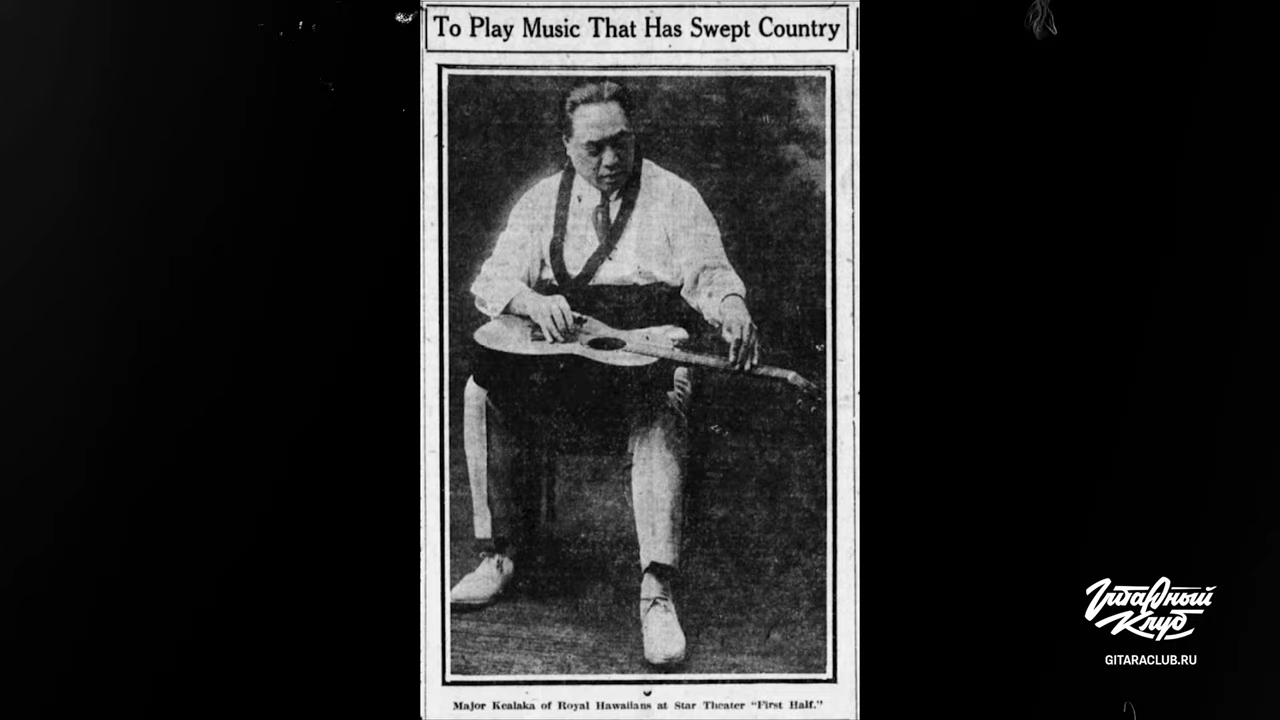 To Play Music That Has Swept Country
Major Kealaka of Royal Hawaiians at Star Theater "First Half."
Гитарный
Клуб
GITARACLUB.RU